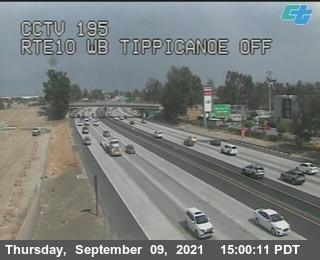 CCTV 195
RTE10 WB TIPPICANOE OFF
Thursday, September 09, 2021 15:00:11 PDT